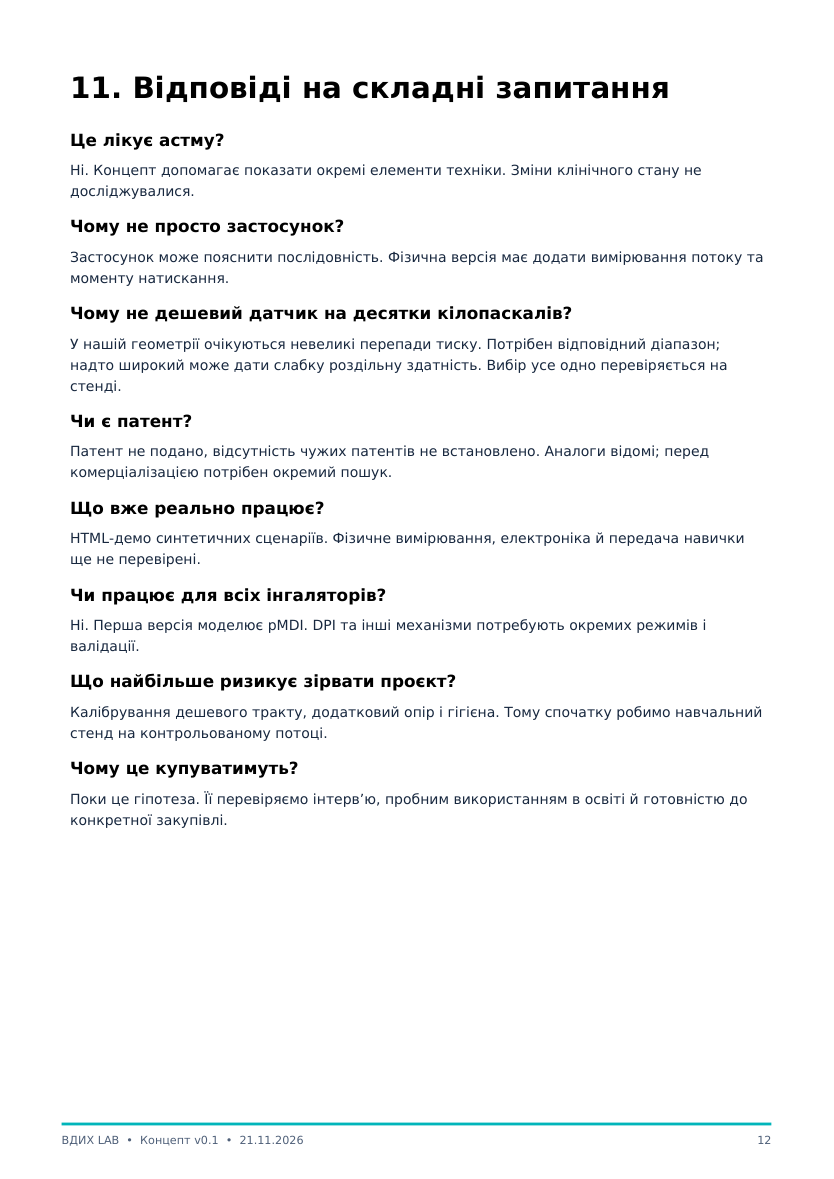 11. Відповіді на складні запитання
Це лікує астму?
Ні. Концепт допомагає показати окремі елементи техніки. Зміни клінічного стану не
досліджувалися.
Чому не просто застосунок?
Застосунок може пояснити послідовність. Фізична версія має додати вимірювання потоку та
моменту натискання.
Чому не дешевий датчик на десятки кілопаскалів?
У нашій геометрії очікуються невеликі перепади тиску. Потрібен відповідний діапазон;
надто широкий може дати слабку роздільну здатність. Вибір усе одно перевіряється на
стенді.
Чи є патент?
Патент не подано, відсутність чужих патентів не встановлено. Аналоги відомі; перед
комерціалізацією потрібен окремий пошук.
Що вже реально працює?
HTML-демо синтетичних сценаріїв. Фізичне вимірювання, електроніка й передача навички
ще не перевірені.
Чи працює для всіх інгаляторів?
Ні. Перша версія моделює pMDI. DPI та інші механізми потребують окремих режимів і
валідації.
Що найбільше ризикує зірвати проєкт?
Калібрування дешевого тракту, додатковий опір і гігієна. Тому спочатку робимо навчальний
стенд на контрольованому потоці.
Чому це купуватимуть?
Поки це гіпотеза. Її перевіряємо інтерв’ю, пробним використанням в освіті й готовністю до
конкретної закупівлі.
ВДИХ LAB • Концепт v0.1 • 21.11.2026
12